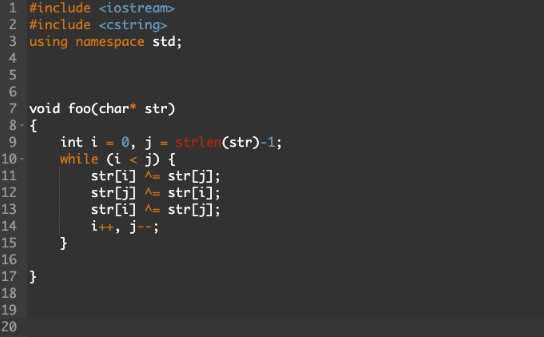 1 #include <iostream>
2 #include <cstring>
3 using namespace std;
4
5
6
7 void foo(char* str)
8 {
9     int i = 0, j = strlen(str)-1;
10     while (i < j) {
11         str[i] ^= str[j];
12         str[j] ^= str[i];
13         str[i] ^= str[j];
14         i++, j--;
15     }
16
17 }
18
19
20